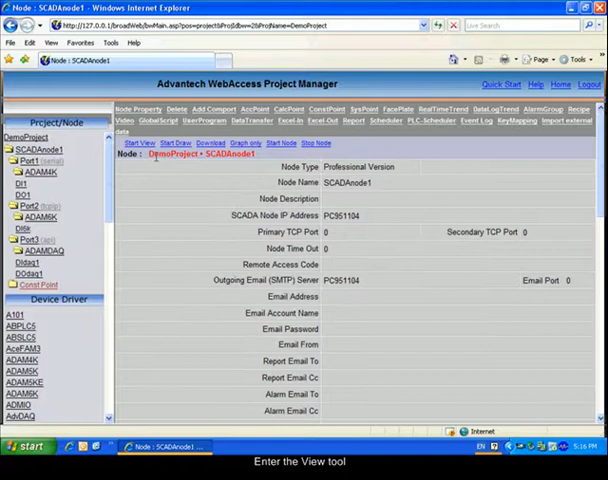 Node : SCADAnode1 - Windows Internet Explorer
http://127.0.0.1/broadWeb/bwMain.asp?pos=project&ProjIdbw=2&ProjName=DemoProject
Live Search
File Edit View Favorites Tools Help
Node : SCADAnode1
Page Tools
Advantech WebAccess Project Manager
Quick Start Help Home Logout
Project/Node
DemoProject
SCADAnode1
Port1 (serial)
ADAM4K
DI1
DO1
Port2 (tcpip)
ADAM6K
DI6k
Port3 (api)
ADAMDAQ
DIdaq1
DOdaq1
Const Point
Device Driver
A101
ABPLC5
ABSLC5
AceFAM3
ADAM4K
ADAM5K
ADAM5KE
ADAM6K
ADMIO
AdvDAQ
Node Property Delete Add Comport AccPoint CalcPoint ConstPoint SysPoint FacePlate RealTimeTrend DataLogTrend AlarmGroup Recipe
Video GlobalScript UserProgram DataTransfer Excel-In Excel-Out Report Scheduler PLC-Scheduler Event Log KeyMapping Import external
data
Start View Start Draw Download Graph only Start Node Stop Node
Node : DemoProject • SCADAnode1
Node Type Professional Version
Node Name SCADAnode1
Node Description
SCADA Node IP Address PC951104
Primary TCP Port 0 Secondary TCP Port 0
Node Time Out 0
Remote Access Code
Outgoing Email (SMTP) Server PC951104 Email Port 0
Email Address
Email Account Name
Email Password
Email From
Report Email To
Report Email Cc
Alarm Email To
Alarm Email Cc
Internet
start Node : SCADAnode1 ... EN 5:16 PM
Enter the View tool